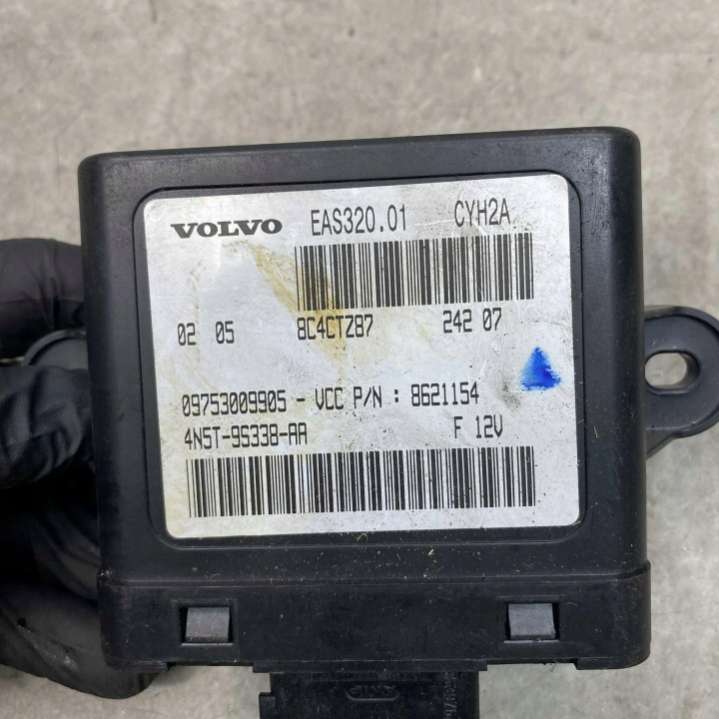 VOLVO EAS320.01 CYH2A
02 05 8C4CTZ87 242 07
09753009905 - VCC P/N : 8621154
4N5T-9S338-AA F 12V